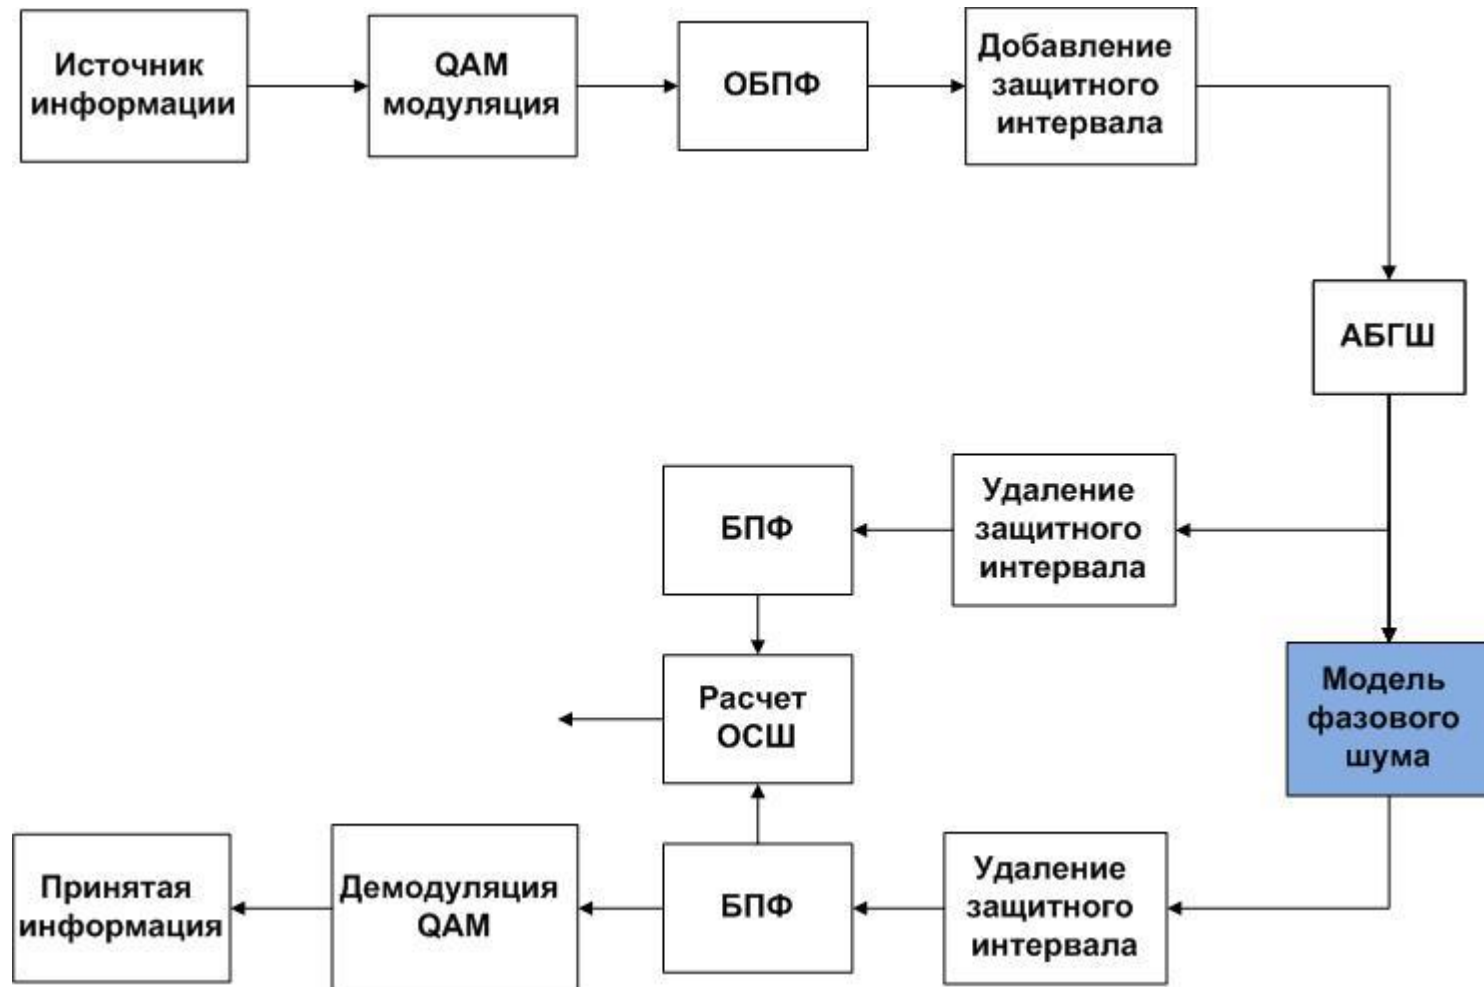 Источник
информации
QAM
модуляция
ОБПФ
Добавление
защитного
интервала
АБГШ
Удаление
защитного
интервала
БПФ
Расчет
ОСШ
Модель
фазового
шума
Удаление
защитного
интервала
БПФ
Демодуляция
QAM
Принятая
информация